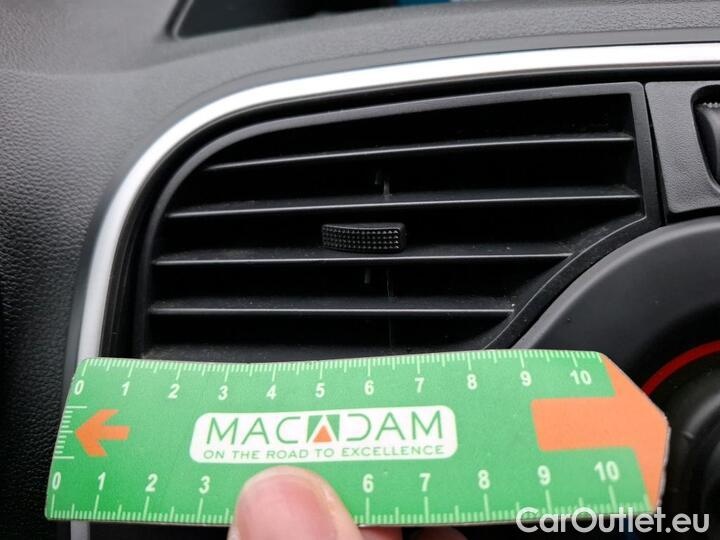 0 1 2 3 4 5 6 7 8 9 10
MACADAM
ON THE ROAD TO EXCELLENCE
0 1 2 3 6 7 8 9 10
CarOutlet.eu